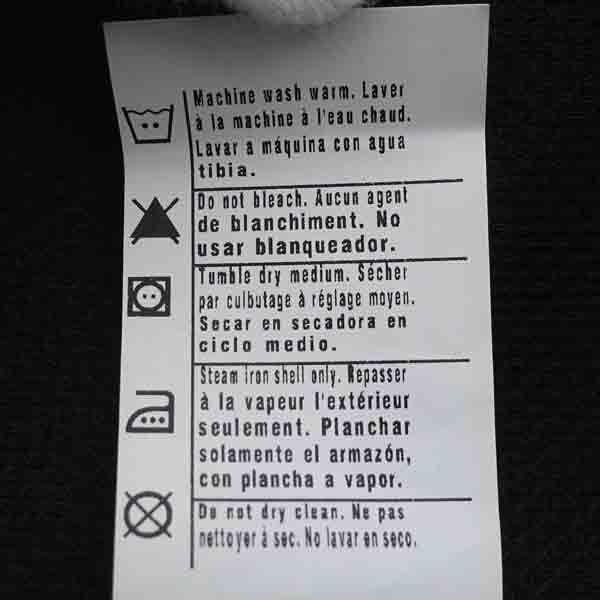 Machine wash warm. Laver
à la machine à l'eau chaud.
Lavar a máquina con agua
tibia.
Do not bleach. Aucun agent
de blanchiment. No
usar blanqueador.
Tumble dry medium. Sécher
par culbutage à réglage moyen.
Secar en secadora en
ciclo medio.
Steam iron shell only. Repasser
à la vapeur l'extérieur
seulement. Planchar
solamente el armazón,
con plancha a vapor.
Do not dry clean. Ne pas
nettoyer à sec. No lavar en seco.